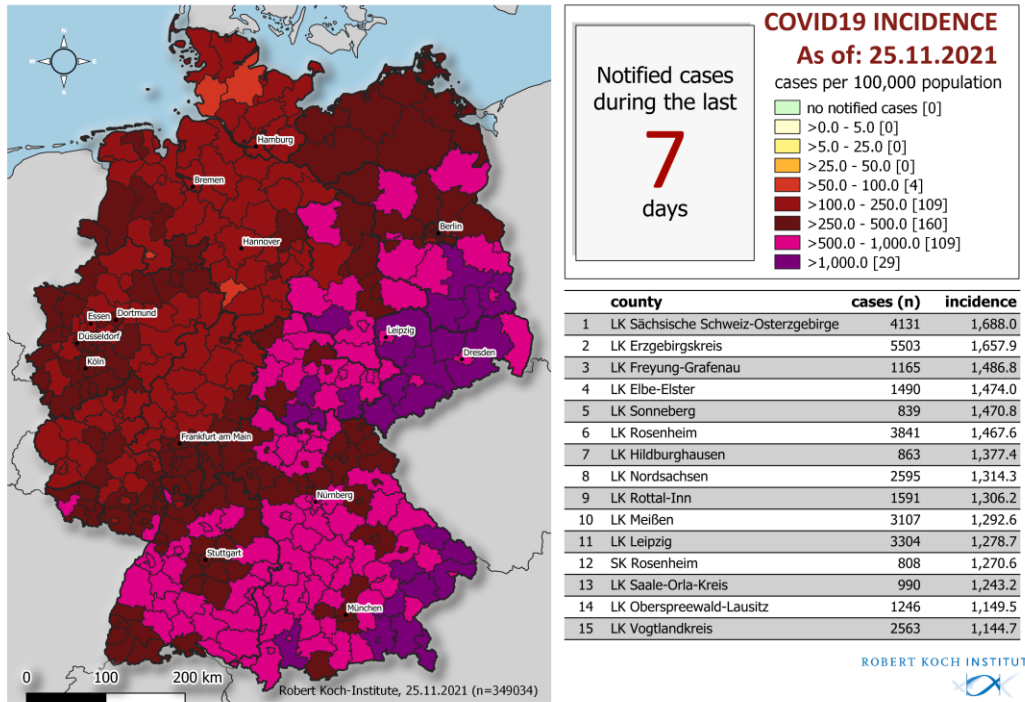 N
W E
S
Hamburg
Bremen
Berlin
Hannover
Essen
Dortmund
Düsseldorf
Köln
Leipzig
Dresden
Frankfurt am Main
Nürnberg
Stuttgart
München
0 100 200 km
Robert Koch-Institute, 25.11.2021 (n=349034)
Notified cases
during the last
7
days
COVID19 INCIDENCE
As of: 25.11.2021
cases per 100,000 population
no notified cases [0]
>0.0 - 5.0 [0]
>5.0 - 25.0 [0]
>25.0 - 50.0 [0]
>50.0 - 100.0 [4]
>100.0 - 250.0 [109]
>250.0 - 500.0 [160]
>500.0 - 1,000.0 [109]
>1,000.0 [29]
county cases (n) incidence
1 LK Sächsische Schweiz-Osterzgebirge 4131 1,688.0
2 LK Erzgebirgskreis 5503 1,657.9
3 LK Freyung-Grafenau 1165 1,486.8
4 LK Elbe-Elster 1490 1,474.0
5 LK Sonneberg 839 1,470.8
6 LK Rosenheim 3841 1,467.6
7 LK Hildburghausen 863 1,377.4
8 LK Nordsachsen 2595 1,314.3
9 LK Rottal-Inn 1591 1,306.2
10 LK Meißen 3107 1,292.6
11 LK Leipzig 3304 1,278.7
12 SK Rosenheim 808 1,270.6
13 LK Saale-Orla-Kreis 990 1,243.2
14 LK Oberspreewald-Lausitz 1246 1,149.5
15 LK Vogtlandkreis 2563 1,144.7
ROBERT KOCH INSTITUT